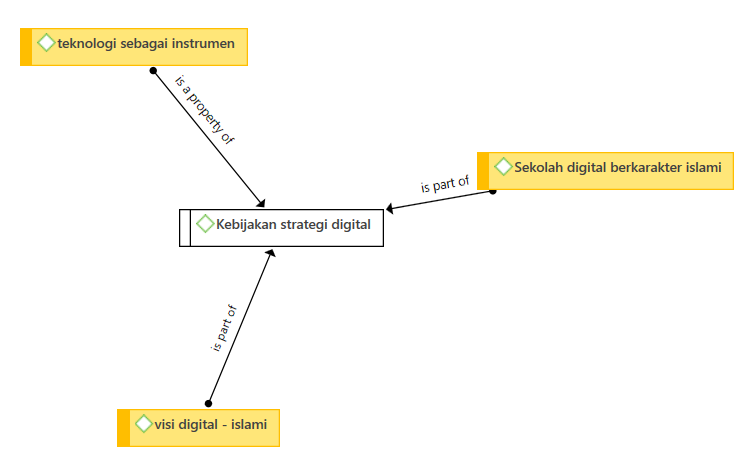 teknologi sebagai instrumen
is a property of
Sekolah digital berkarakter islami
is part of
Kebijakan strategi digital
is part of
visi digital - islami